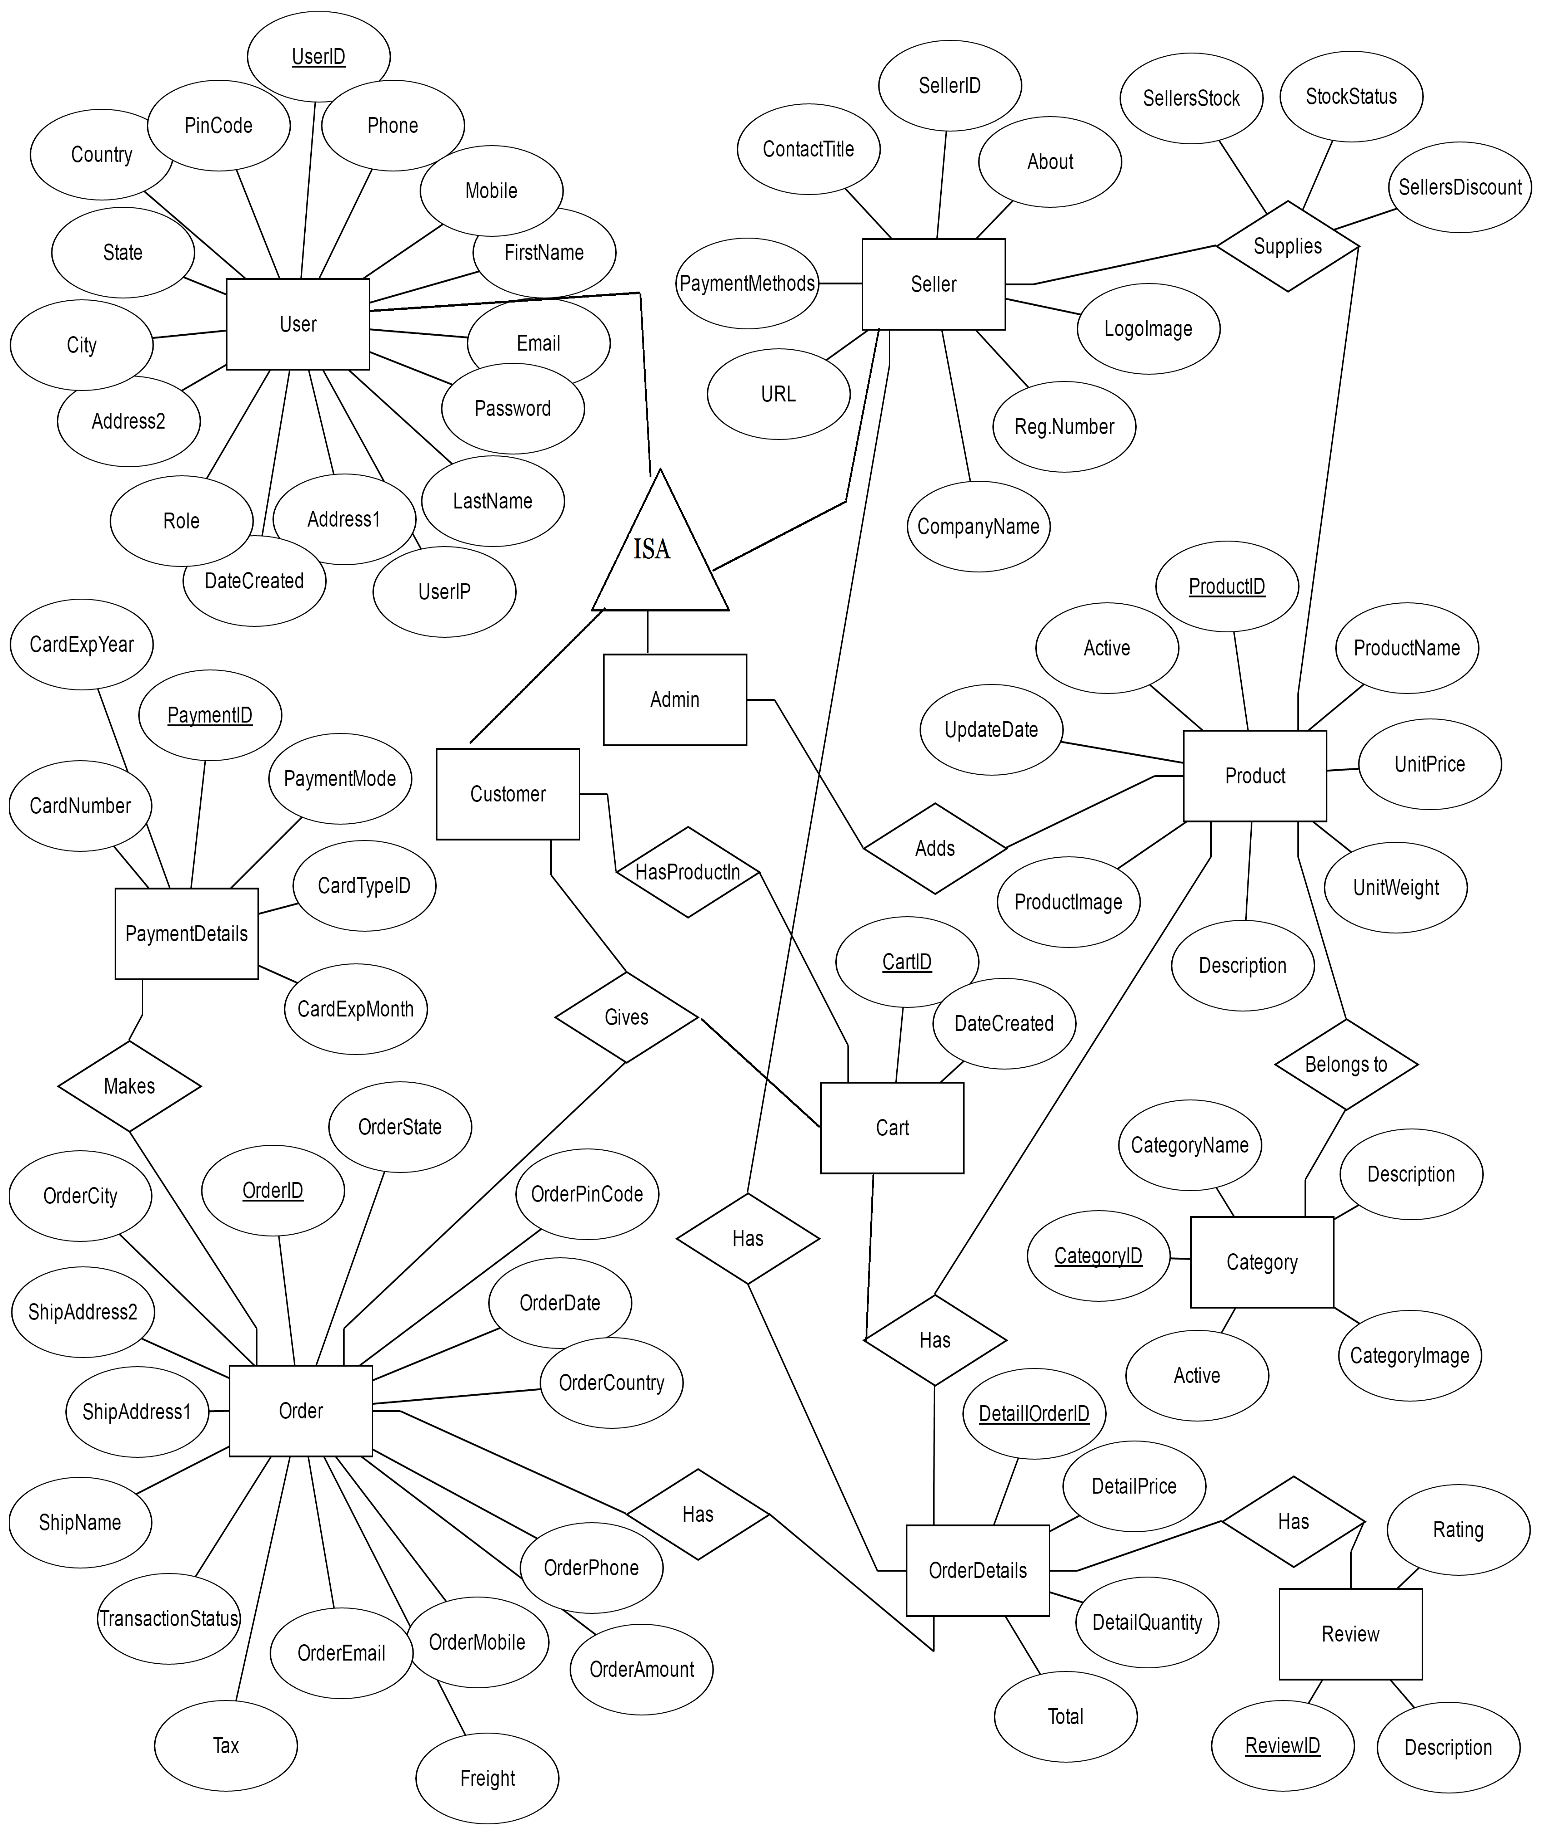 UserID
PinCode
Phone
Country
Mobile
State
FirstName
User
City
Email
Address2
Password
LastName
Role
Address1
DateCreated
UserIP
SellerID
ContactTitle
About
PaymentMethods
Seller
LogoImage
URL
Reg.Number
CompanyName
SellersStock
StockStatus
SellersDiscount
Supplies
ISA
Admin
Customer
HasProductIn
Adds
ProductID
Active
ProductName
UpdateDate
Product
UnitPrice
ProductImage
UnitWeight
Description
CardExpYear
PaymentID
PaymentMode
CardNumber
CardTypeID
PaymentDetails
CardExpMonth
Makes
Gives
CartID
DateCreated
Cart
Belongs to
CategoryName
Description
CategoryID
Category
CategoryImage
Active
OrderState
OrderCity
OrderID
OrderPinCode
Has
ShipAddress2
OrderDate
OrderCountry
ShipAddress1
Order
ShipName
Has
OrderPhone
TransactionStatus
OrderEmail
OrderMobile
OrderAmount
Tax
Freight
Has
DetailIOrderID
DetailPrice
OrderDetails
DetailQuantity
Total
Has
Rating
Review
ReviewID
Description